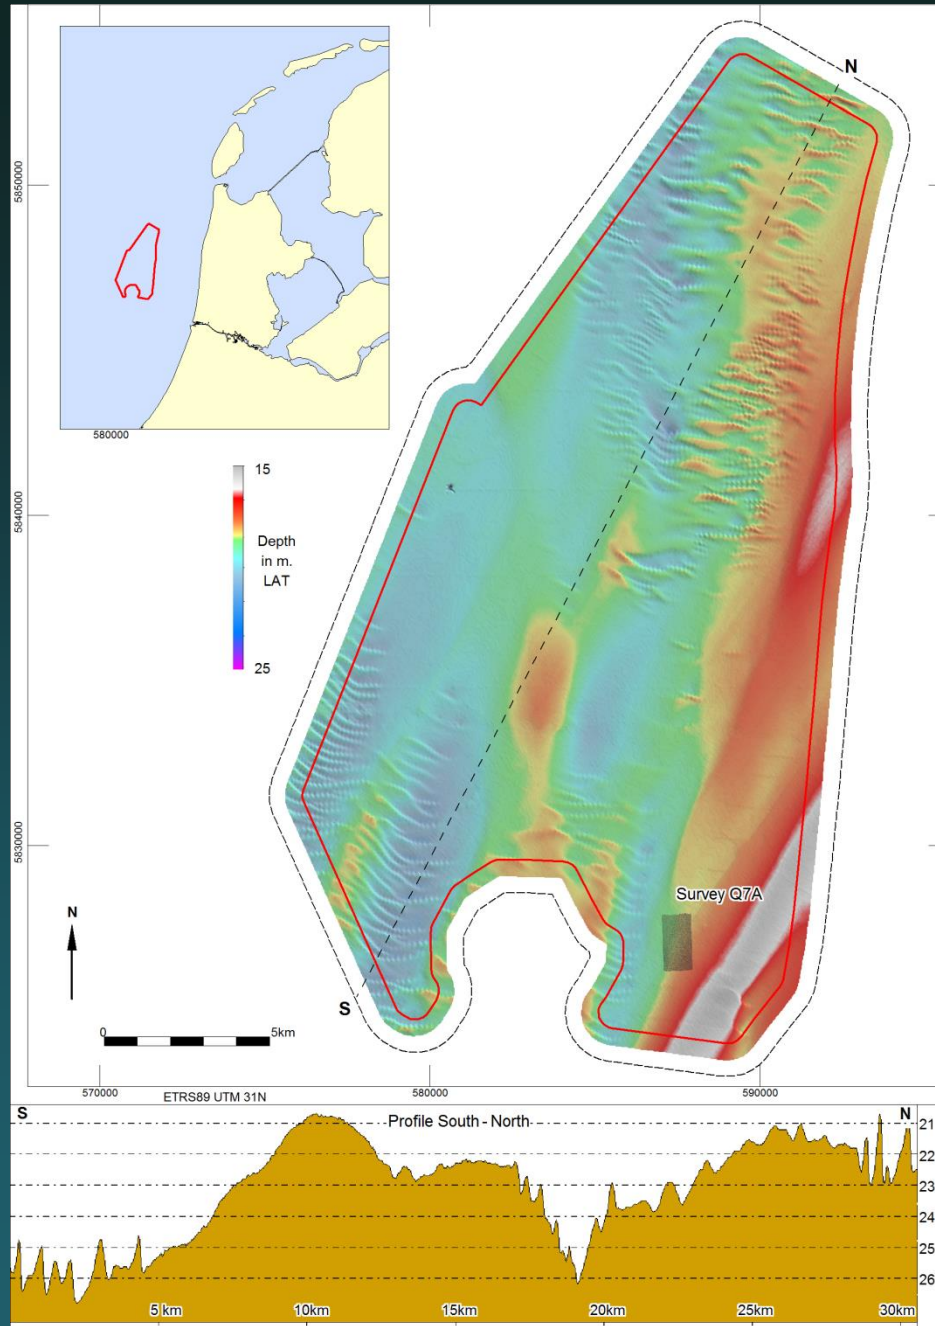 N
5850000
580000
15
Depth
in m.
LAT
25
5840000
5830000
Survey Q7A
N
S
0
5km
570000
580000
590000
ETRS89 UTM 31N
S
Profile South - North
N
21
22
23
24
25
26
5 km
10km
15km
20km
25km
30km